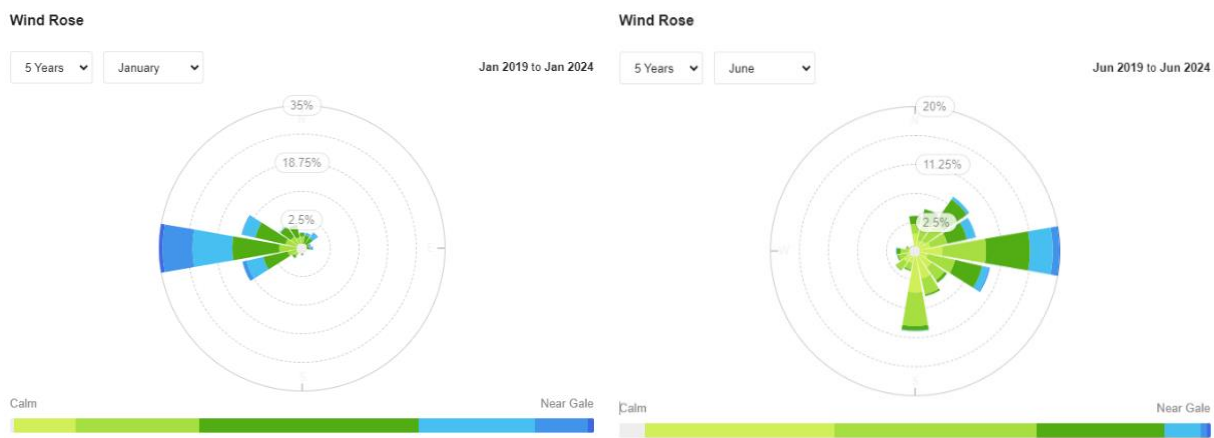 Wind Rose
5 Years
January
Jan 2019 to Jan 2024
35%
18.75%
2.5%
E
S
Calm
Near Gale
Wind Rose
5 Years
June
Jun 2019 to Jun 2024
20%
11.25%
2.5%
W
S
Calm
Near Gale